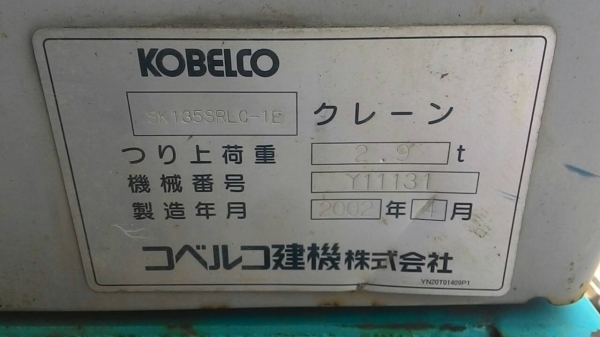 KOBELCO
SK135SRLC-1E クレーン
つり上荷重 2.9 t
機械番号 Y11131
製造年月 2002 年 4 月
コベルコ建機株式会社
YN20T01409P1